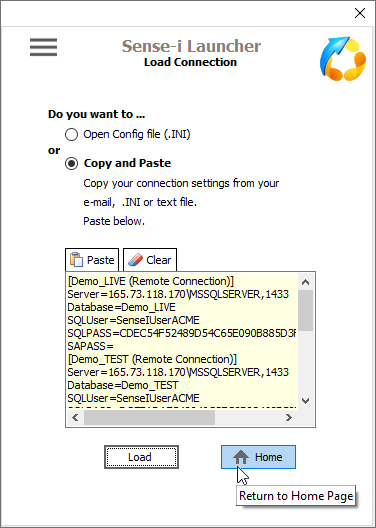 Sense-i Launcher
Load Connection
Do you want to ...
Open Config file (.INI)
or
Copy and Paste
Copy your connection settings from your
e-mail, .INI or text file.
Paste below.
Paste Clear
[Demo_LIVE (Remote Connection)]
Server=165.73.118.170\MSSQLSERVER,1433
Database=Demo_LIVE
SQLUser=SenseIUserACME
SQLPASS=CDEC54F52489D54C65E090B885D3F
SAPASS=
[Demo_TEST (Remote Connection)]
Server=165.73.118.170\MSSQLSERVER,1433
Database=Demo_TEST
SQLUser=SenseIUserACME
Load Home
Return to Home Page